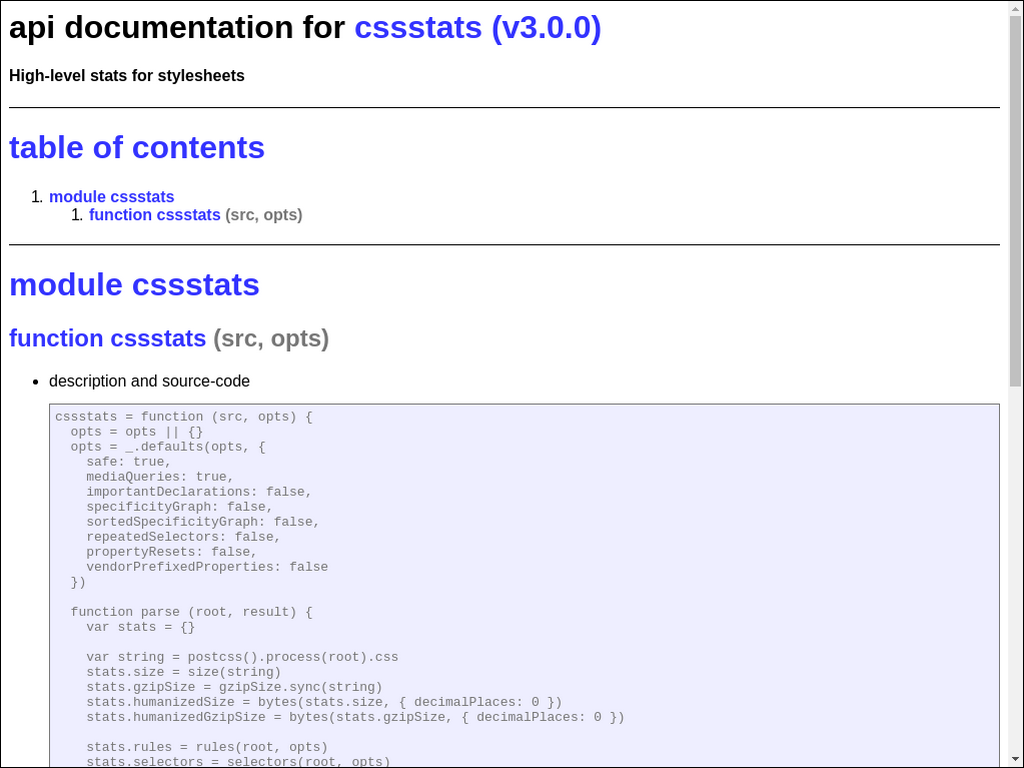 api documentation for cssstats (v3.0.0)
High-level stats for stylesheets
table of contents
1. module cssstats
1. function cssstats (src, opts)
module cssstats
function cssstats (src, opts)
• description and source-code
cssstats = function (src, opts) {
  opts = opts || {}
  opts = _.defaults(opts, {
    safe: true,
    mediaQueries: true,
    importantDeclarations: false,
    specificityGraph: false,
    sortedSpecificityGraph: false,
    repeatedSelectors: false,
    propertyResets: false,
    vendorPrefixedProperties: false
  })
  function parse (root, result) {
    var stats = {}
    var string = postcss().process(root).css
    stats.size = size(string)
    stats.gzipSize = gzipSize.sync(string)
    stats.humanizedSize = bytes(stats.size, { decimalPlaces: 0 })
    stats.humanizedGzipSize = bytes(stats.gzipSize, { decimalPlaces: 0 })
    stats.rules = rules(root, opts)
    stats.selectors = selectors(root, opts)